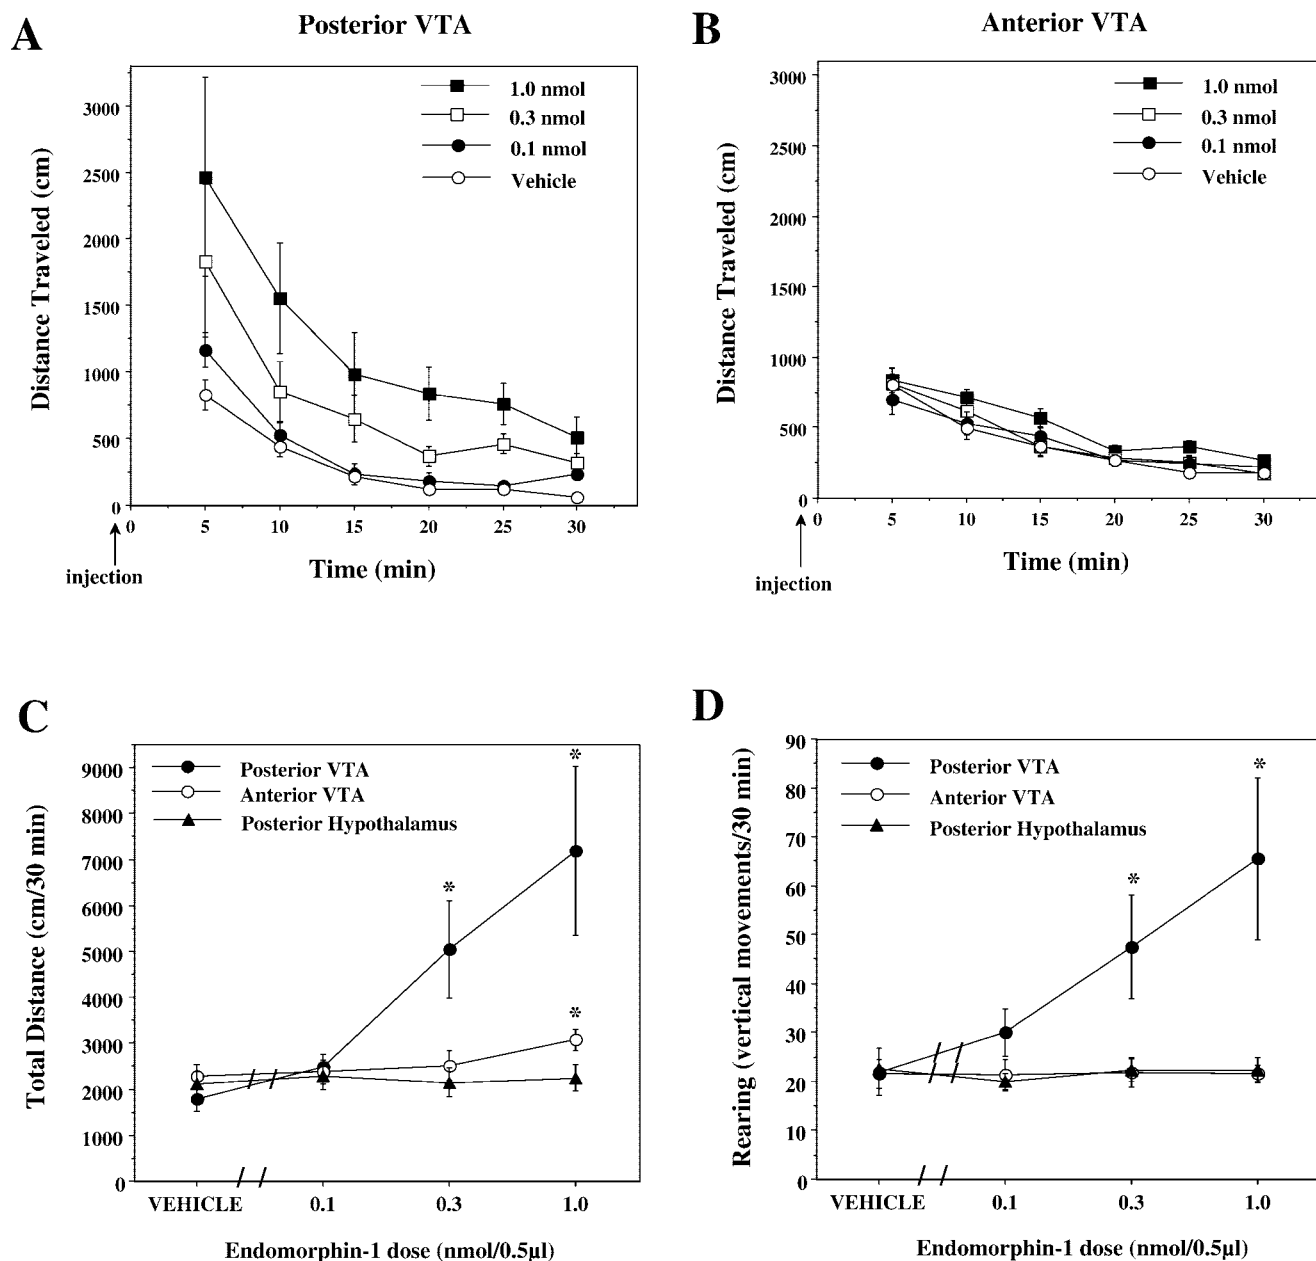 A
Posterior VTA
1.0 nmol
0.3 nmol
0.1 nmol
Vehicle
Distance Traveled (cm)
3000
2500
2000
1500
1000
500
0
0 5 10 15 20 25 30
injection
Time (min)
B
Anterior VTA
1.0 nmol
0.3 nmol
0.1 nmol
Vehicle
Distance Traveled (cm)
3000
2500
2000
1500
1000
500
0
0 5 10 15 20 25 30
injection
Time (min)
C
Posterior VTA
Anterior VTA
Posterior Hypothalamus
Total Distance (cm/30 min)
9000
8000
7000
6000
5000
4000
3000
2000
1000
0
*
*
*
VEHICLE 0.1 0.3 1.0
Endomorphin-1 dose (nmol/0.5µl)
D
Posterior VTA
Anterior VTA
Posterior Hypothalamus
Rearing (vertical movements/30 min)
90
80
70
60
50
40
30
20
10
0
*
*
VEHICLE 0.1 0.3 1.0
Endomorphin-1 dose (nmol/0.5µl)